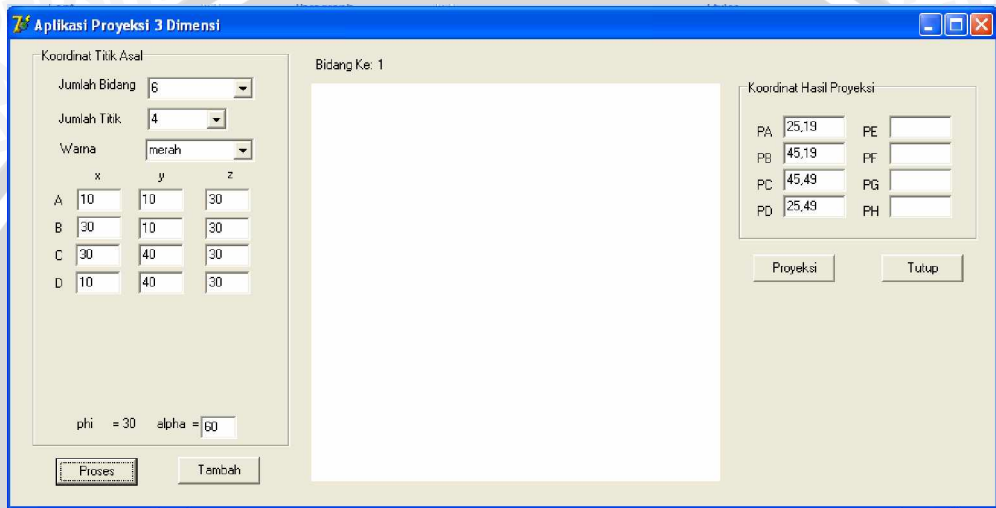 Aplikasi Proyeksi 3 Dimensi
Koordinat Titik Asal
Jumlah Bidang 6
Jumlah Titik 4
Warna merah
x y z
A 10 10 30
B 30 10 30
C 30 40 30
D 10 40 30
phi = 30 alpha = 60
Proses Tambah
Bidang Ke: 1
Koordinat Hasil Proyeksi
PA 25,19 PE
PB 45,19 PF
PC 45,49 PG
PD 25,49 PH
Proyeksi Tutup